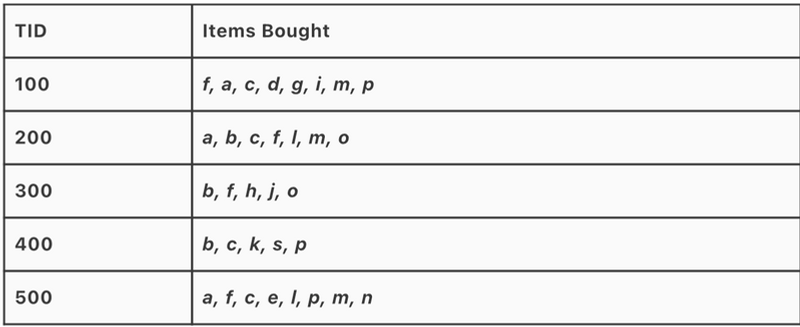 TID Items Bought
100 f, a, c, d, g, i, m, p
200 a, b, c, f, l, m, o
300 b, f, h, j, o
400 b, c, k, s, p
500 a, f, c, e, l, p, m, n